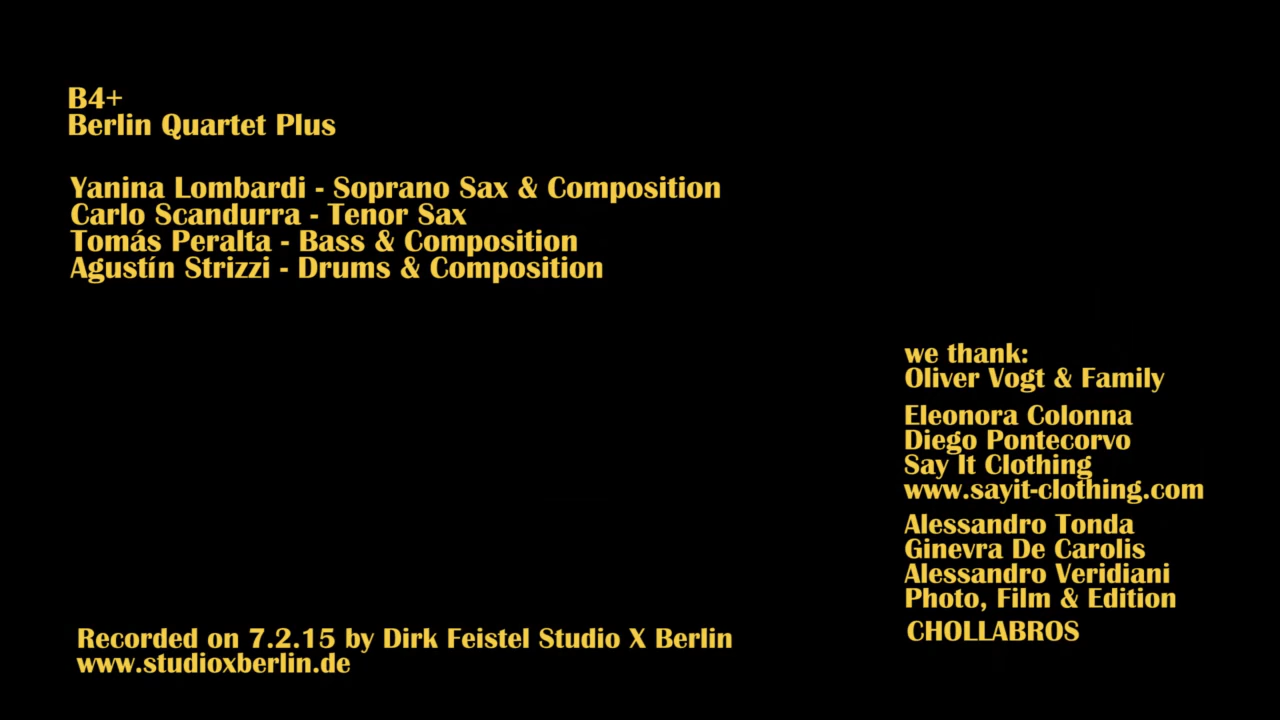 B4+
Berlin Quartet Plus
Yanina Lombardi - Soprano Sax & Composition
Carlo Scandurra - Tenor Sax
Tomás Peralta - Bass & Composition
Agustín Strizzi - Drums & Composition
we thank:
Oliver Vogt & Family
Eleonora Colonna
Diego Pontecorvo
Say It Clothing
www.sayit-clothing.com
Alessandro Tonda
Ginevra De Carolis
Alessandro Veridiani
Photo, Film & Edition
CHOLLABROS
Recorded on 7.2.15 by Dirk Feistel Studio X Berlin
www.studioxberlin.de